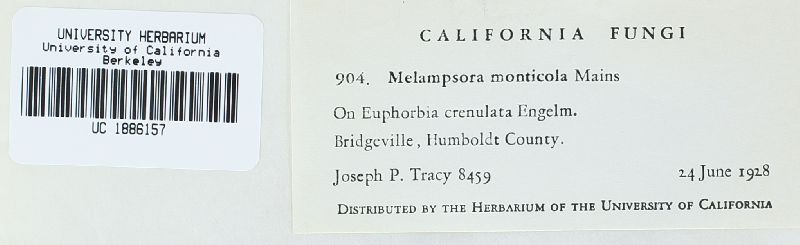 UNIVERSITY HERBARIUM
University of California
Berkeley
UC 1886157
CALIFORNIA FUNGI
904. Melampsora monticola Mains
On Euphorbia crenulata Engelm.
Bridgeville, Humboldt County.
Joseph P. Tracy 8459 24 June 1928
DISTRIBUTED BY THE HERBARIUM OF THE UNIVERSITY OF CALIFORNIA